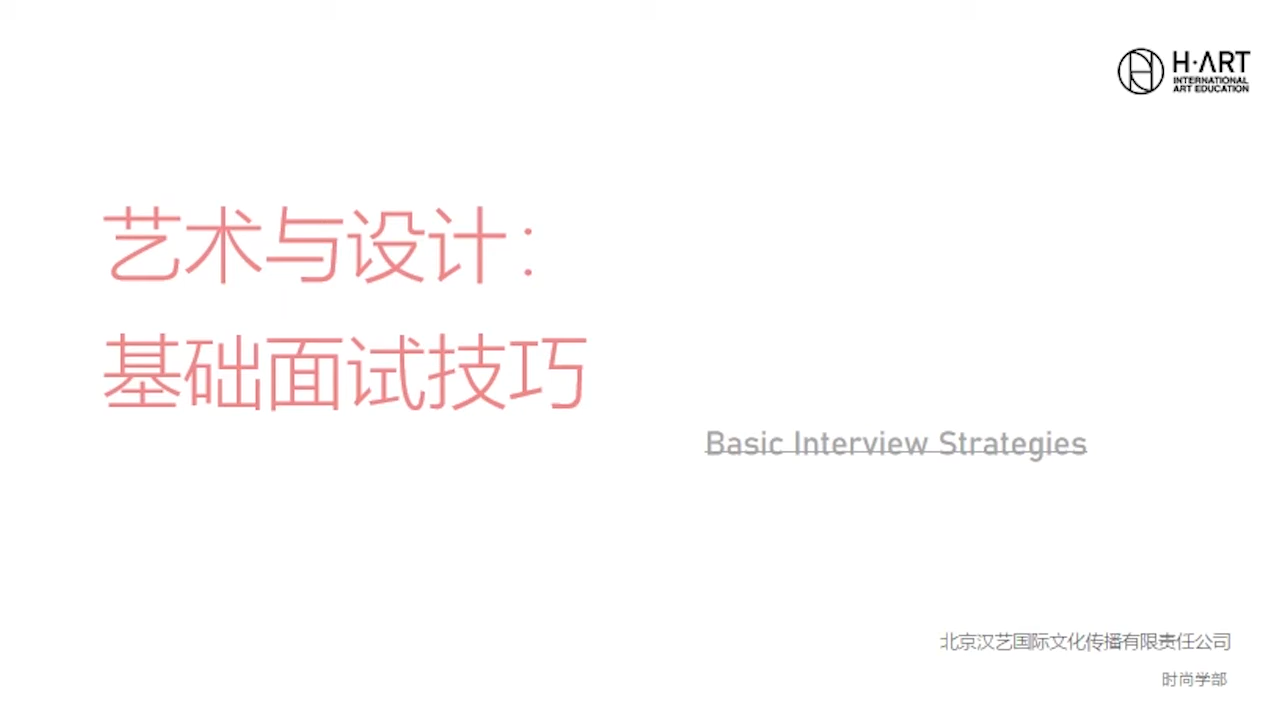 H·ART
INTERNATIONAL
ART EDUCATION
艺术与设计：
基础面试技巧
Basic Interview Strategies
北京汉艺国际文化传播有限责任公司
时尚学部